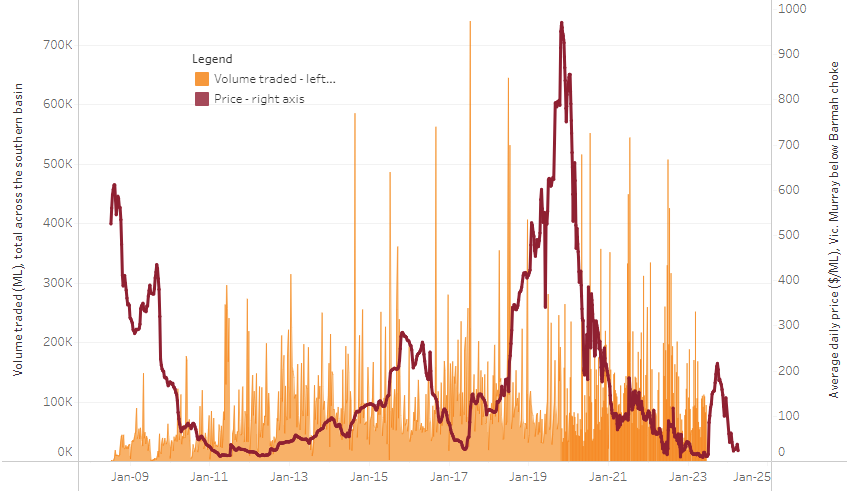 Volume traded (ML), total across the southern basin
700K
600K
500K
400K
300K
200K
100K
0K
Legend
Volume traded - left...
Price - right axis
1000
900
800
700
600
500
400
300
200
100
0
Average daily price ($/ML), Vic. Murray below Barmah choke
Jan-09
Jan-11
Jan-13
Jan-15
Jan-17
Jan-19
Jan-21
Jan-23
Jan-25